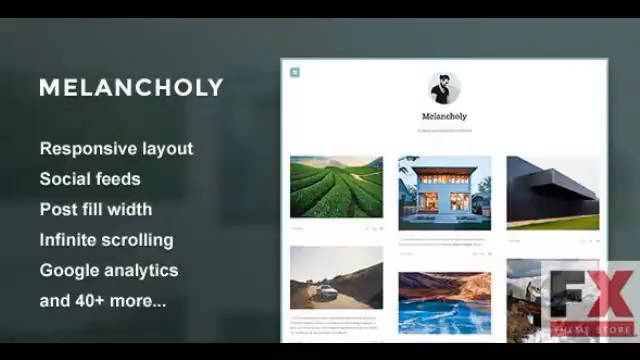 MELANCHOLY
Responsive layout
Social feeds
Post fill width
Infinite scrolling
Google analytics
and 40+ more...
Melancholy
FX
THEME STORE